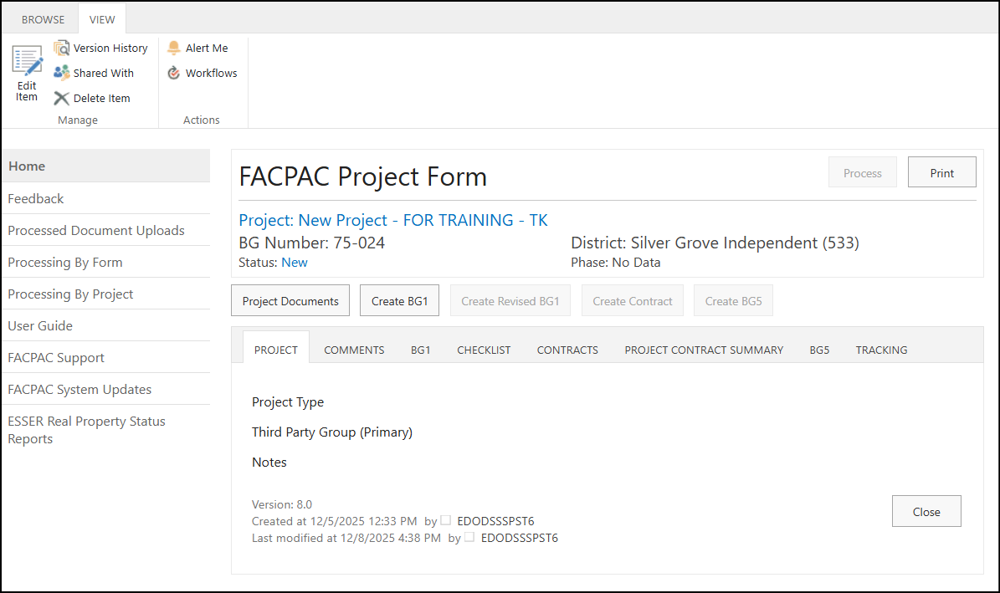 BROWSE VIEW
Edit Item
Version History
Shared With
Delete Item
Manage
Alert Me
Workflows
Actions
Home
Feedback
Processed Document Uploads
Processing By Form
Processing By Project
User Guide
FACPAC Support
FACPAC System Updates
ESSER Real Property Status
Reports
FACPAC Project Form
Process Print
Project: New Project - FOR TRAINING - TK
BG Number: 75-024 District: Silver Grove Independent (533)
Status: New Phase: No Data
Project Documents Create BG1 Create Revised BG1 Create Contract Create BG5
PROJECT COMMENTS BG1 CHECKLIST CONTRACTS PROJECT CONTRACT SUMMARY BG5 TRACKING
Project Type
Third Party Group (Primary)
Notes
Version: 8.0
Created at 12/5/2025 12:33 PM by EDODSSSPST6
Last modified at 12/8/2025 4:38 PM by EDODSSSPST6
Close